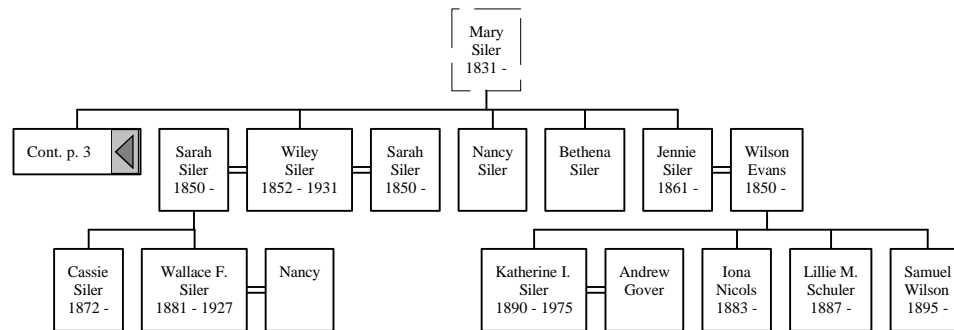 Mary
Siler
1831 -
Cont. p. 3
Sarah
Siler
1850 -
Wiley
Siler
1852 - 1931
Sarah
Siler
1850 -
Nancy
Siler
Bethena
Siler
Jennie
Siler
1861 -
Wilson
Evans
1850 -
Cassie
Siler
1872 -
Wallace F.
Siler
1881 - 1927
Nancy
Katherine I.
Siler
1890 - 1975
Andrew
Gover
Iona
Nicols
1883 -
Lillie M.
Schuler
1887 -
Samuel
Wilson
1895 -